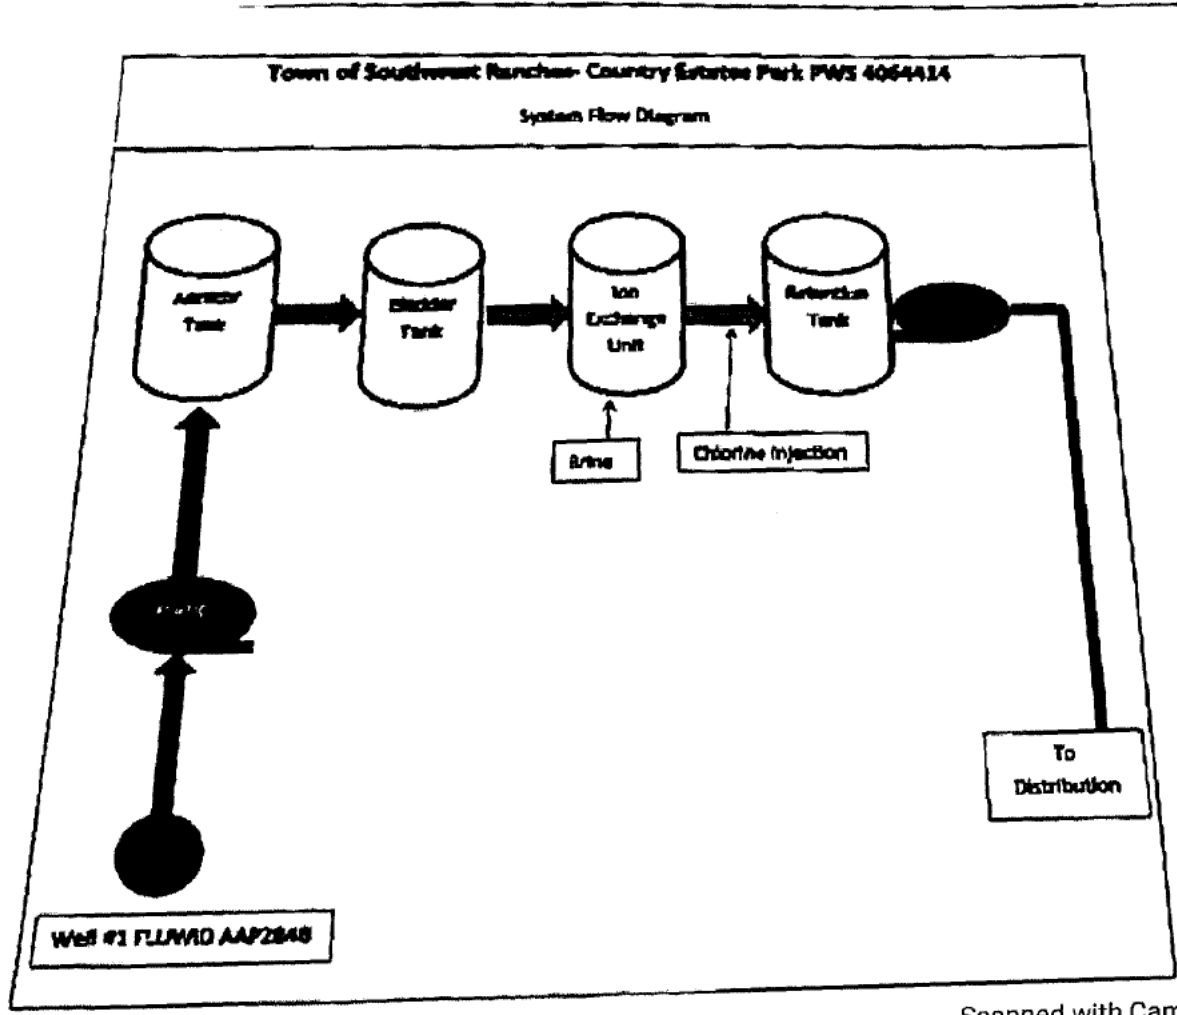 Town of Southwest Ranches- Country Estates Park PWS 4064414
System Flow Diagram
Aerator
Tank
Bladder
Tank
Ion
Exchange
Unit
Retention
Tank
Brine
Chlorine Injection
To
Distribution
Well #1 FLUWID AAP2848
Scanned with Cam